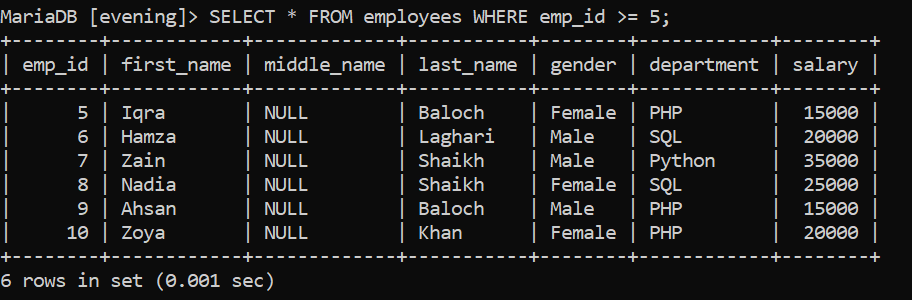 MariaDB [evening]> SELECT * FROM employees WHERE emp_id >= 5;
+--------+------------+-------------+-----------+--------+------------+--------+
| emp_id | first_name | middle_name | last_name | gender | department | salary |
+--------+------------+-------------+-----------+--------+------------+--------+
|      5 | Iqra       | NULL        | Baloch    | Female | PHP        |  15000 |
|      6 | Hamza      | NULL        | Laghari   | Male   | SQL        |  20000 |
|      7 | Zain       | NULL        | Shaikh    | Male   | Python     |  35000 |
|      8 | Nadia      | NULL        | Shaikh    | Female | SQL        |  25000 |
|      9 | Ahsan      | NULL        | Baloch    | Male   | PHP        |  15000 |
|     10 | Zoya       | NULL        | Khan      | Female | PHP        |  20000 |
+--------+------------+-------------+-----------+--------+------------+--------+
6 rows in set (0.001 sec)